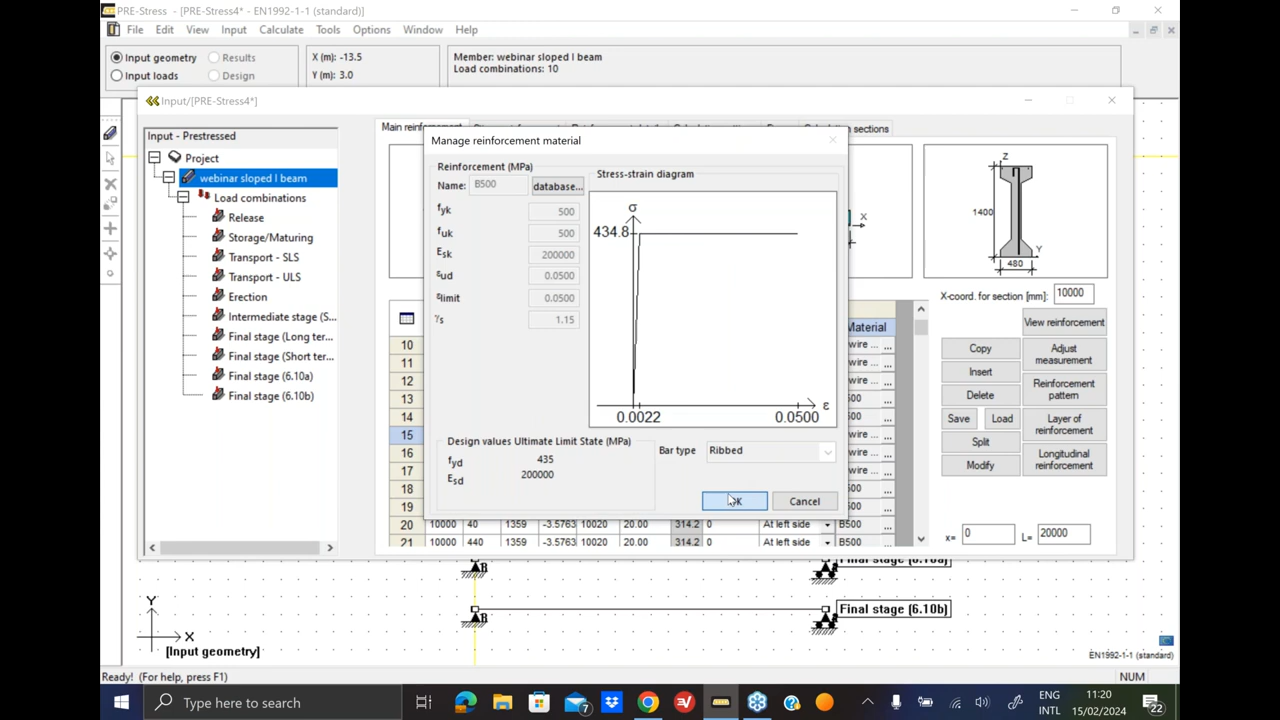 PRE-Stress - [PRE-Stress4* - EN1992-1-1 (standard)]
File Edit View Input Calculate Tools Options Window Help
Input geometry Results
Input loads Design
X (m): -13.5
Y (m): 3.0
Member: webinar sloped I beam
Load combinations: 10
Input/[PRE-Stress4*]
Input - Prestressed
Project
webinar sloped I beam
Load combinations
Release
Storage/Maturing
Transport - SLS
Transport - ULS
Erection
Intermediate stage (S...
Final stage (Long ter...
Final stage (Short ter...
Final stage (6.10a)
Final stage (6.10b)
Manage reinforcement material
Reinforcement (MPa)
Name: B500 database...
fyk 500
fuk 500
Esk 200000
εud 0.0500
εlimit 0.0500
γs 1.15
Stress-strain diagram
σ
434.8
0.0022 0.0500 ε
Design values Ultimate Limit State (MPa)
fyd 435
Esd 200000
Bar type Ribbed
OK Cancel
X
Z
1400
Y
480
X-coord. for section [mm]: 10000
Material
10 wire ... ...
11 wire ... ...
12 wire ... ...
13
14
15 wire ... ...
16 wire ... ...
17 wire ... ...
18
19
20 10000 40 1359 -3.5763 10020 20.00 314.2 0 At left side B500 ...
21 10000 440 1359 -3.5763 10020 20.00 314.2 0 At left side B500 ...
View reinforcement
Copy Adjust measurement
Insert
Delete Reinforcement pattern
Save Load Layer of reinforcement
Split
Modify Longitudinal reinforcement
x= 0 L= 20000
B
Final stage (6.10b)
B
Y
X
[Input geometry]
EN1992-1-1 (standard)
Ready! (For help, press F1) NUM
Type here to search
7
ENG
INTL
11:20
15/02/2024
22